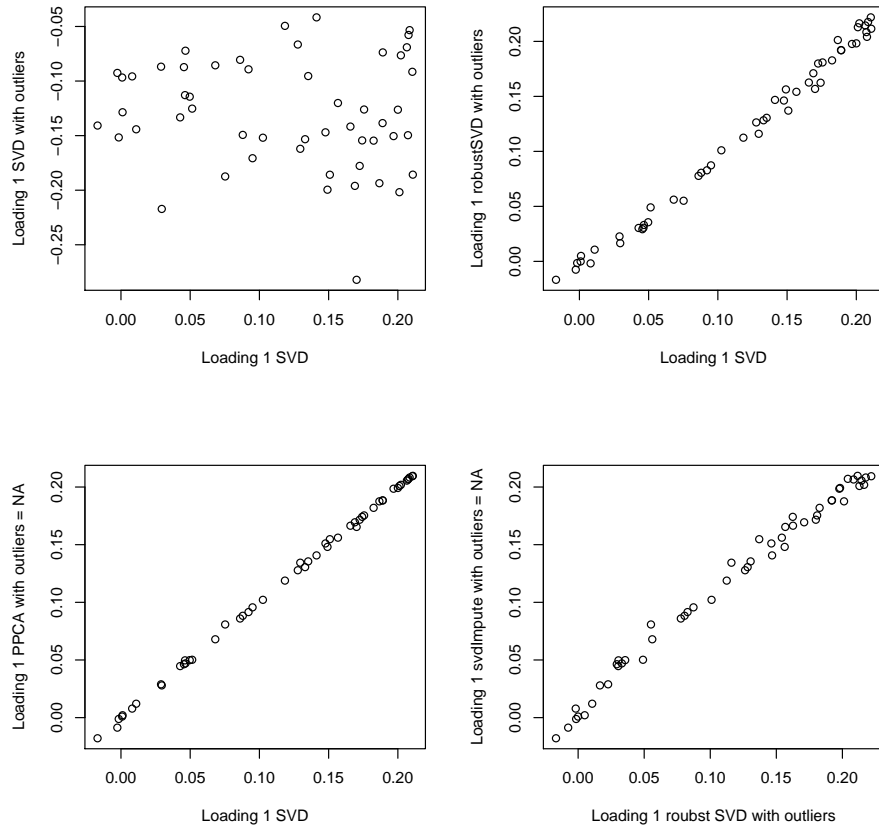 Loading 1 SVD with outliers
−0.05
−0.10
−0.15
−0.20
−0.25
0.00 0.05 0.10 0.15 0.20
Loading 1 SVD
Loading 1 robustSVD with outliers
0.20
0.15
0.10
0.05
0.00
0.00 0.05 0.10 0.15 0.20
Loading 1 SVD
Loading 1 PPCA with outliers = NA
0.20
0.15
0.10
0.05
0.00
0.00 0.05 0.10 0.15 0.20
Loading 1 SVD
Loading 1 svdImpute with outliers = NA
0.20
0.15
0.10
0.05
0.00
0.00 0.05 0.10 0.15 0.20
Loading 1 roubst SVD with outliers